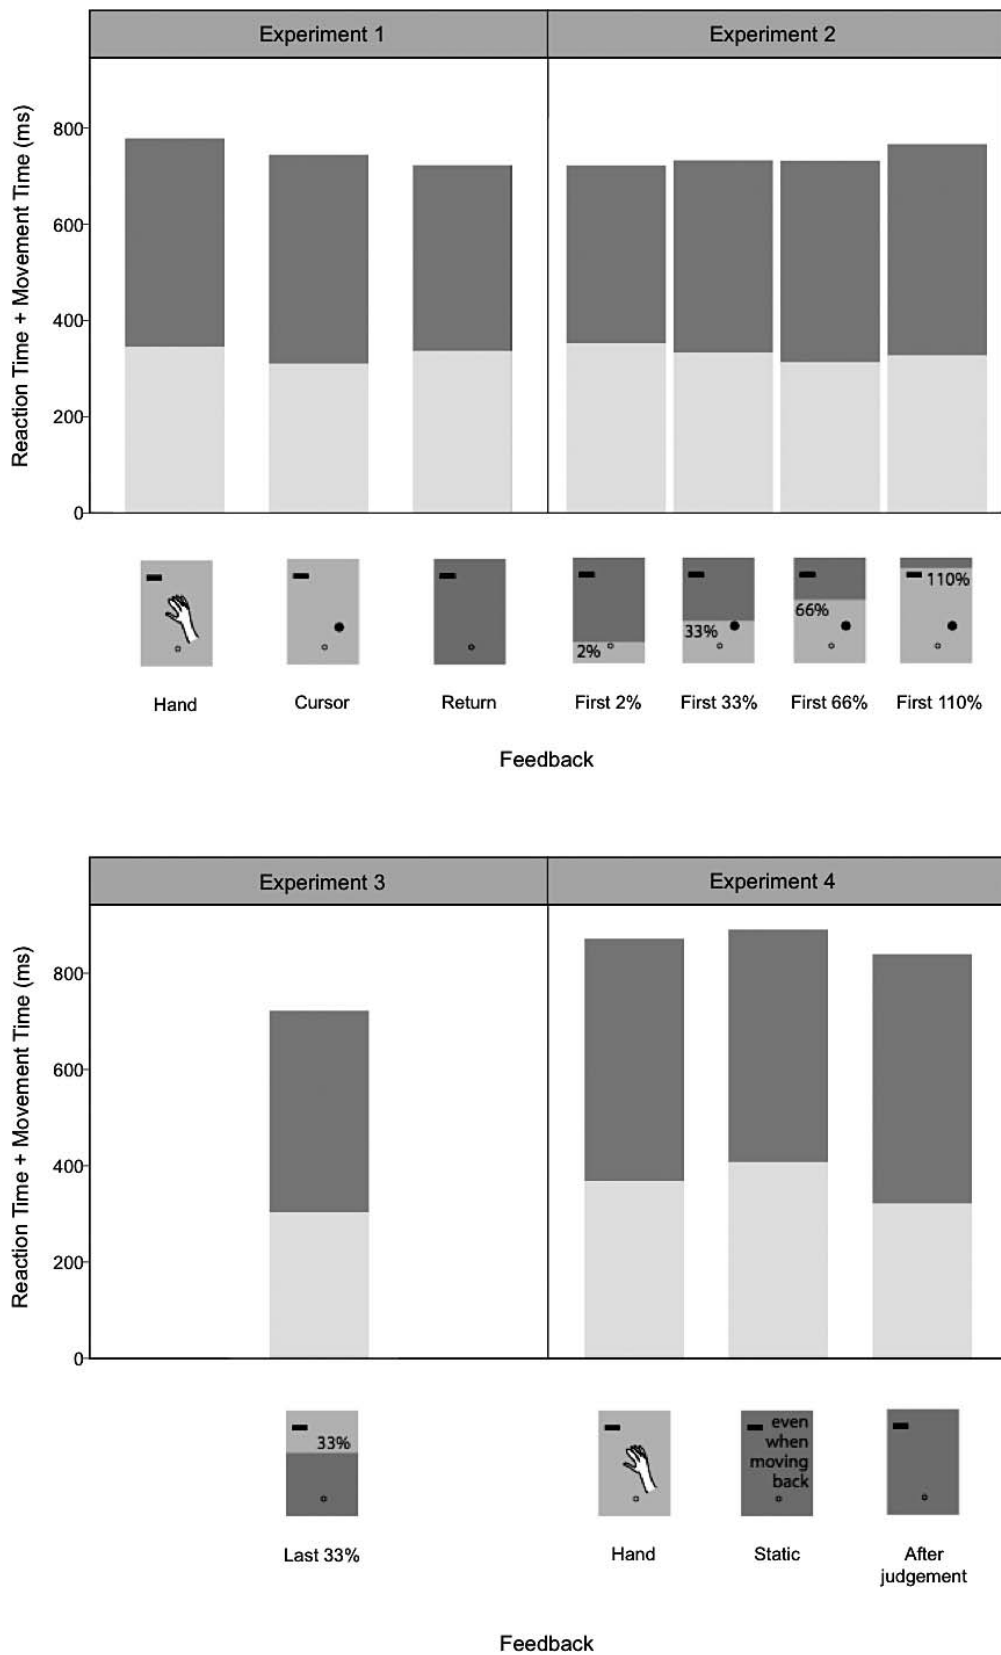 Experiment 1
Experiment 2
Reaction Time + Movement Time (ms)
800
600
400
200
0
110%
66%
33%
2%
Hand
Cursor
Return
First 2%
First 33%
First 66%
First 110%
Feedback
Experiment 3
Experiment 4
Reaction Time + Movement Time (ms)
800
600
400
200
0
33%
even
when
moving
back
Last 33%
Hand
Static
After
judgement
Feedback